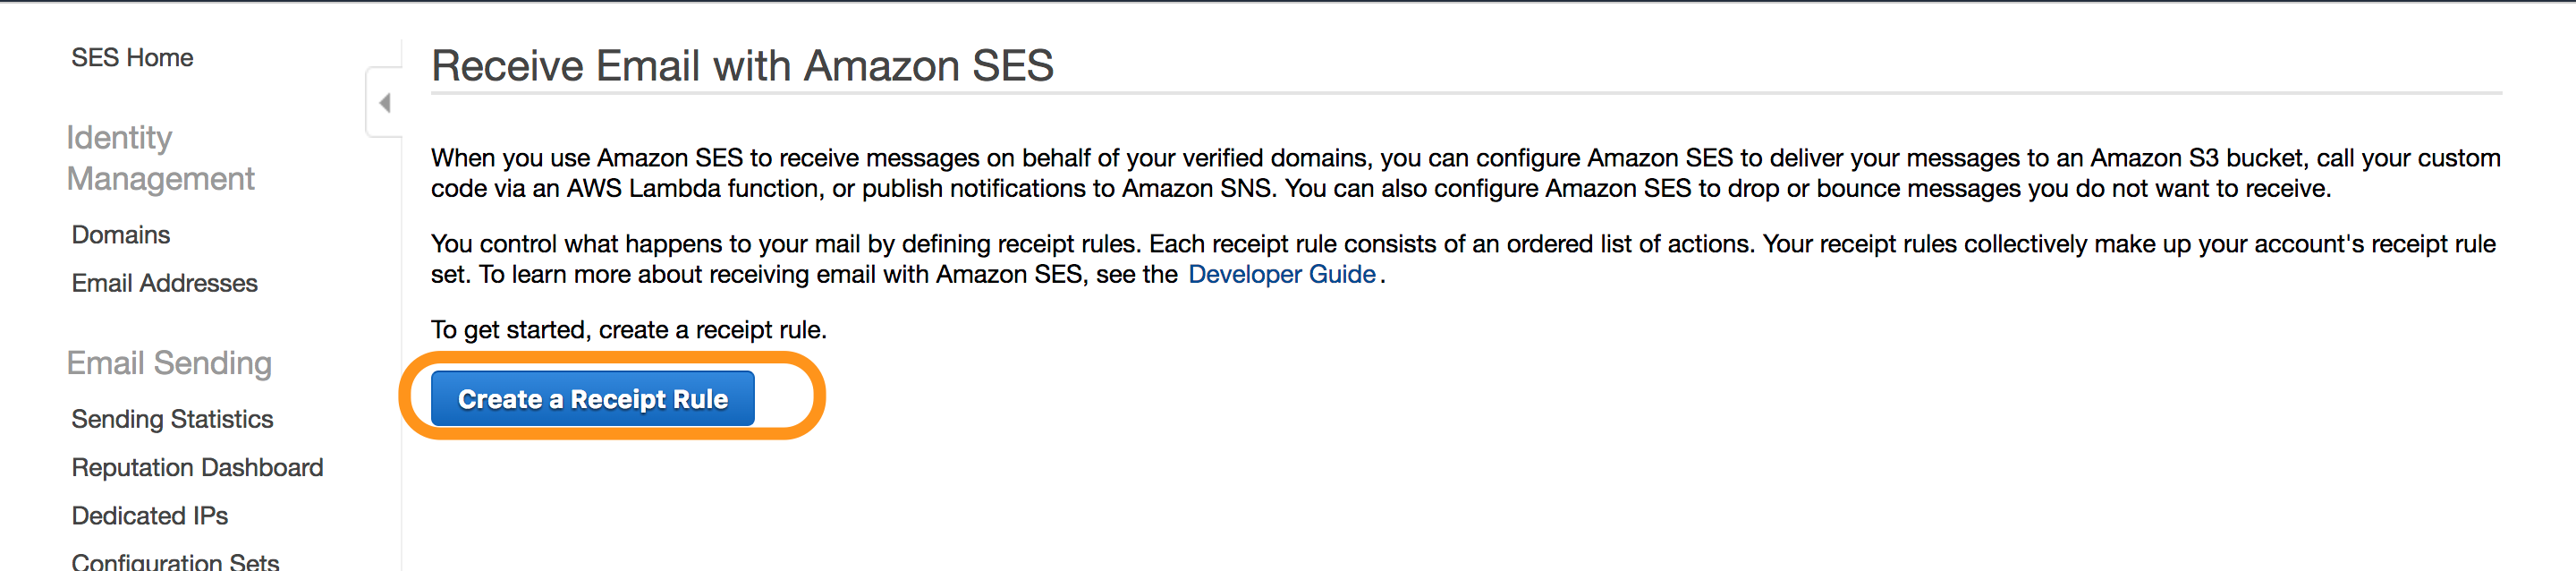 SES Home
Identity
Management
Domains
Email Addresses
Email Sending
Sending Statistics
Reputation Dashboard
Dedicated IPs
Configuration Sets
Receive Email with Amazon SES
When you use Amazon SES to receive messages on behalf of your verified domains, you can configure Amazon SES to deliver your messages to an Amazon S3 bucket, call your custom
code via an AWS Lambda function, or publish notifications to Amazon SNS. You can also configure Amazon SES to drop or bounce messages you do not want to receive.
You control what happens to your mail by defining receipt rules. Each receipt rule consists of an ordered list of actions. Your receipt rules collectively make up your account's receipt rule
set. To learn more about receiving email with Amazon SES, see the Developer Guide.
To get started, create a receipt rule.
Create a Receipt Rule